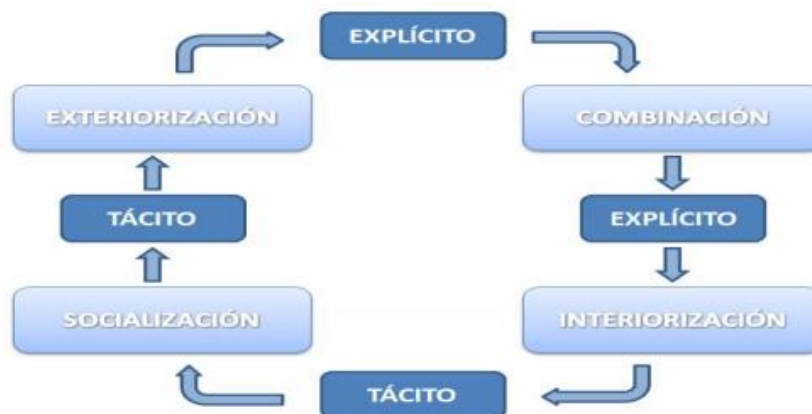 EXPLÍCITO
EXTERIORIZACIÓN
COMBINACIÓN
TÁCITO
EXPLÍCITO
SOCIALIZACIÓN
INTERIORIZACIÓN
TÁCITO